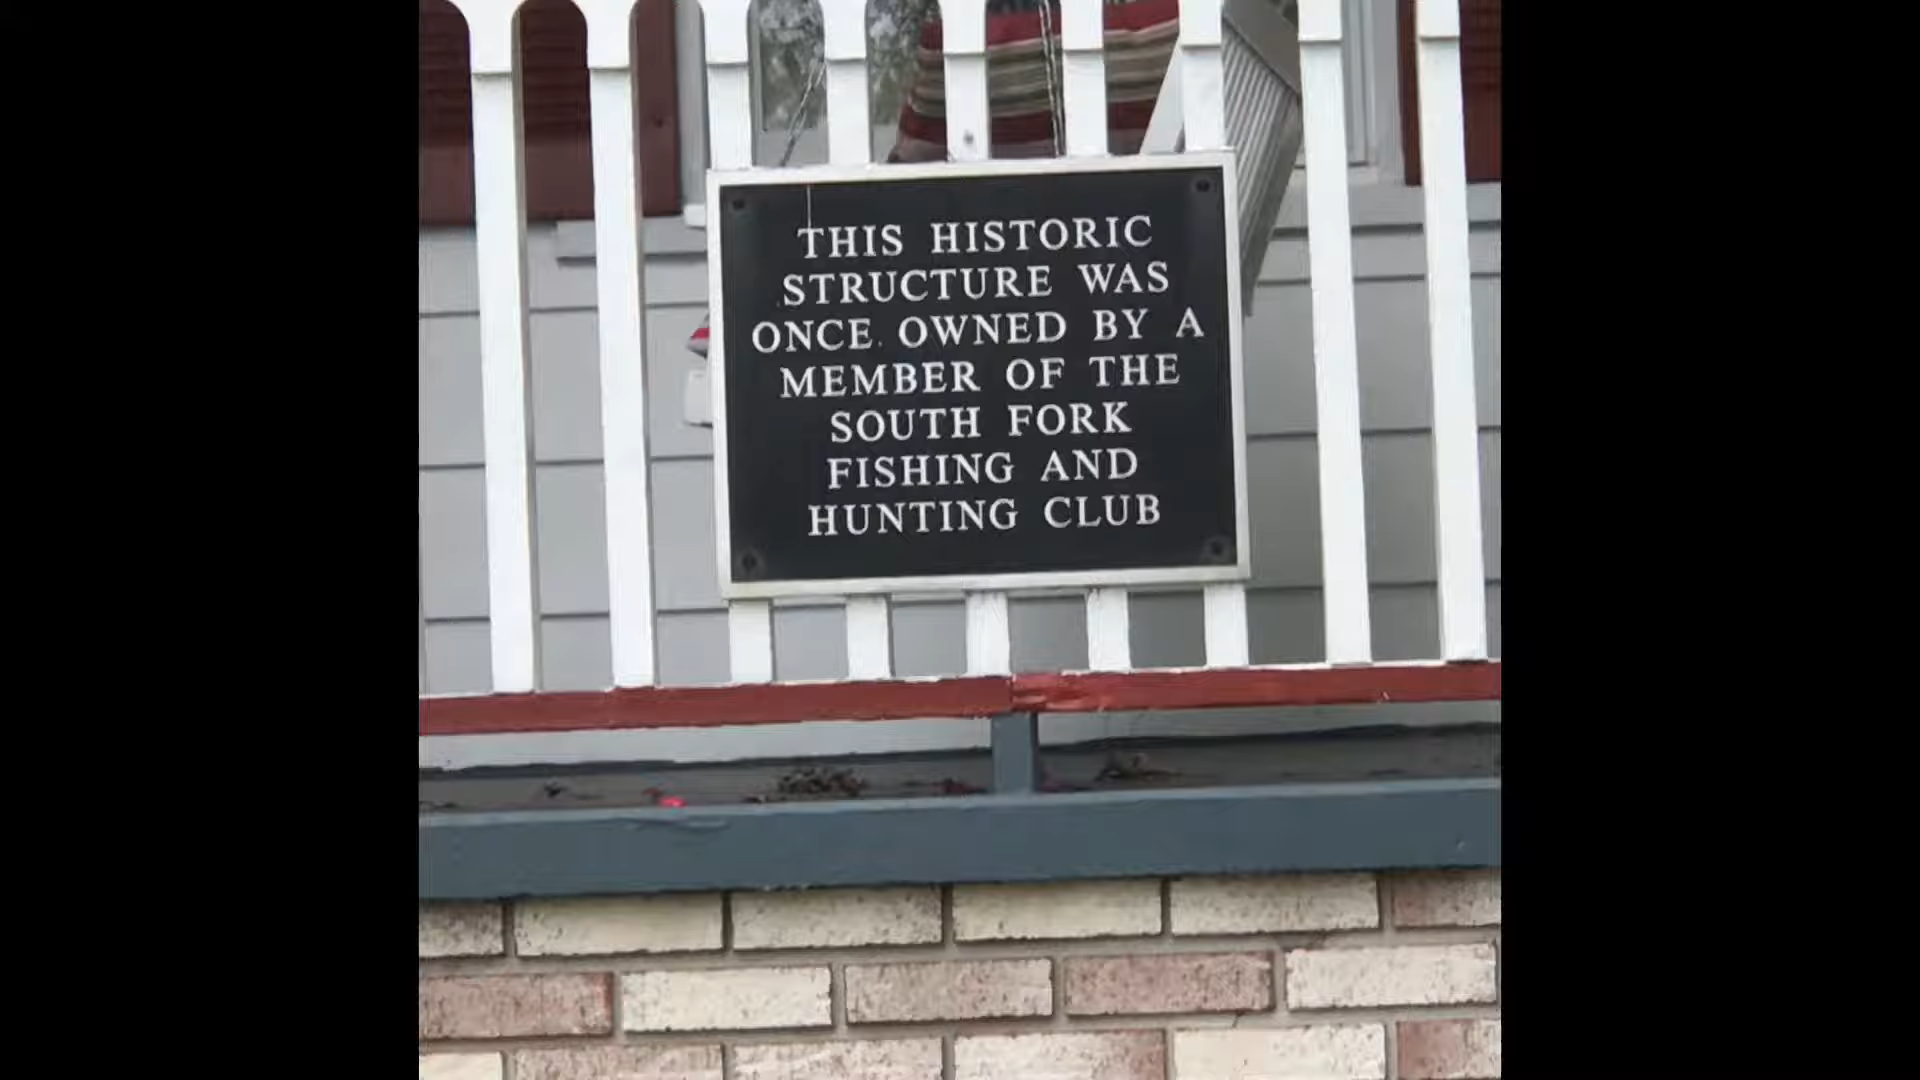 THIS HISTORIC
STRUCTURE WAS
ONCE OWNED BY A
MEMBER OF THE
SOUTH FORK
FISHING AND
HUNTING CLUB